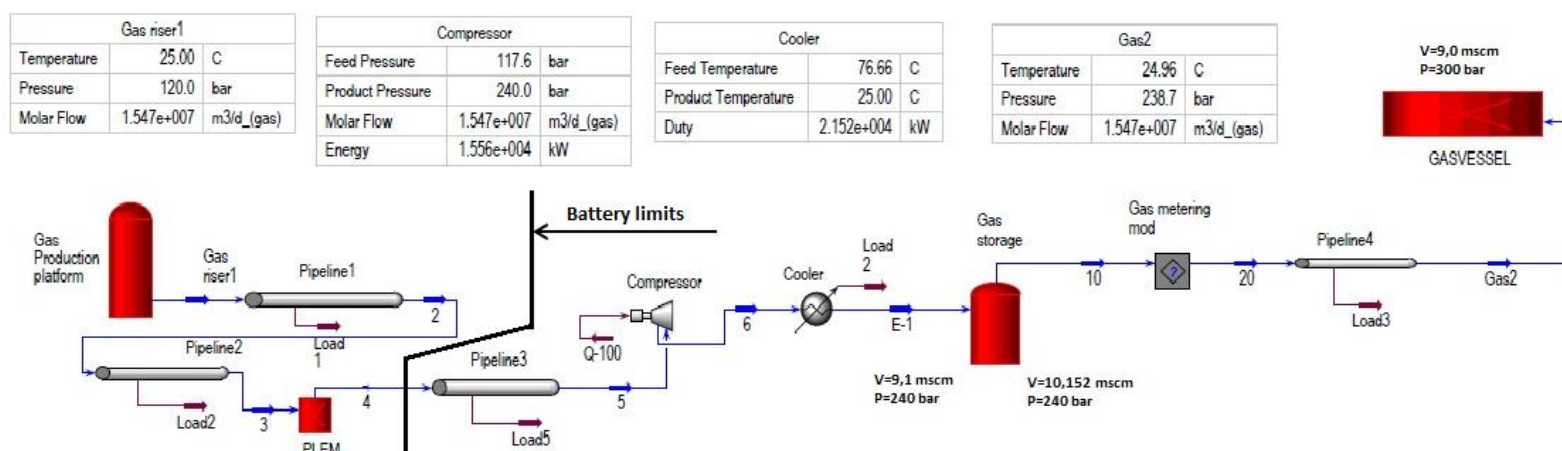 Gas riser1
Temperature 25.00 C
Pressure 120.0 bar
Molar Flow 1.547e+007 m3/d_(gas)
Compressor
Feed Pressure 117.6 bar
Product Pressure 240.0 bar
Molar Flow 1.547e+007 m3/d_(gas)
Energy 1.556e+004 kW
Cooler
Feed Temperature 76.66 C
Product Temperature 25.00 C
Duty 2.152e+004 kW
Gas2
Temperature 24.96 C
Pressure 238.7 bar
Molar Flow 1.547e+007 m3/d_(gas)
V=9,0 mscm
P=300 bar
GASVESSEL
Battery limits
Gas
Production
platform
Gas
riser1
Pipeline1
2
Load
1
Pipeline2
Load2
3
PLEM
4
Pipeline3
Load5
5
Compressor
Q-100
6
Cooler
Load
2
E-1
Gas
storage
V=9,1 mscm
P=240 bar
V=10,152 mscm
P=240 bar
10
Gas metering
mod
?
20
Pipeline4
Load3
Gas2